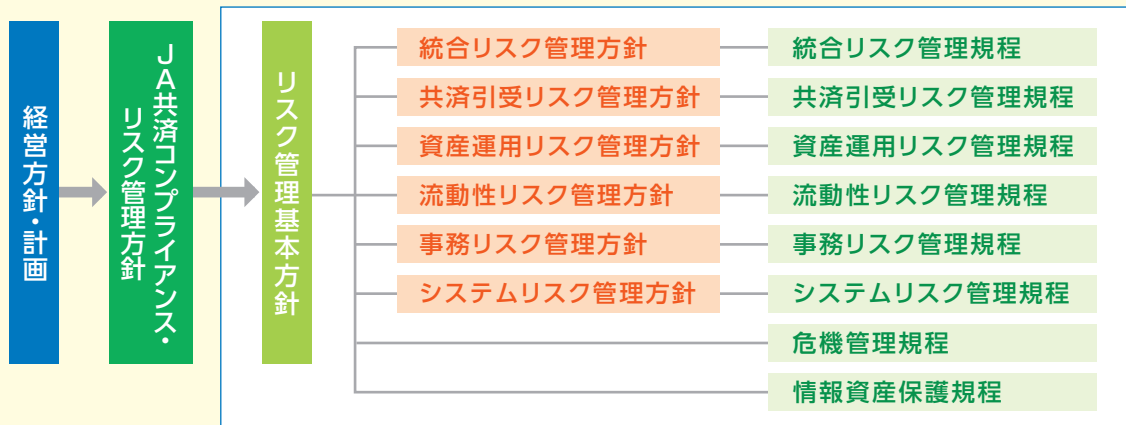 経営方針・計画
JA共済コンプライアンス・
リスク管理方針
リスク管理基本方針
統合リスク管理方針
統合リスク管理規程
共済引受リスク管理方針
共済引受リスク管理規程
資産運用リスク管理方針
資産運用リスク管理規程
流動性リスク管理方針
流動性リスク管理規程
事務リスク管理方針
事務リスク管理規程
システムリスク管理方針
システムリスク管理規程
危機管理規程
情報資産保護規程